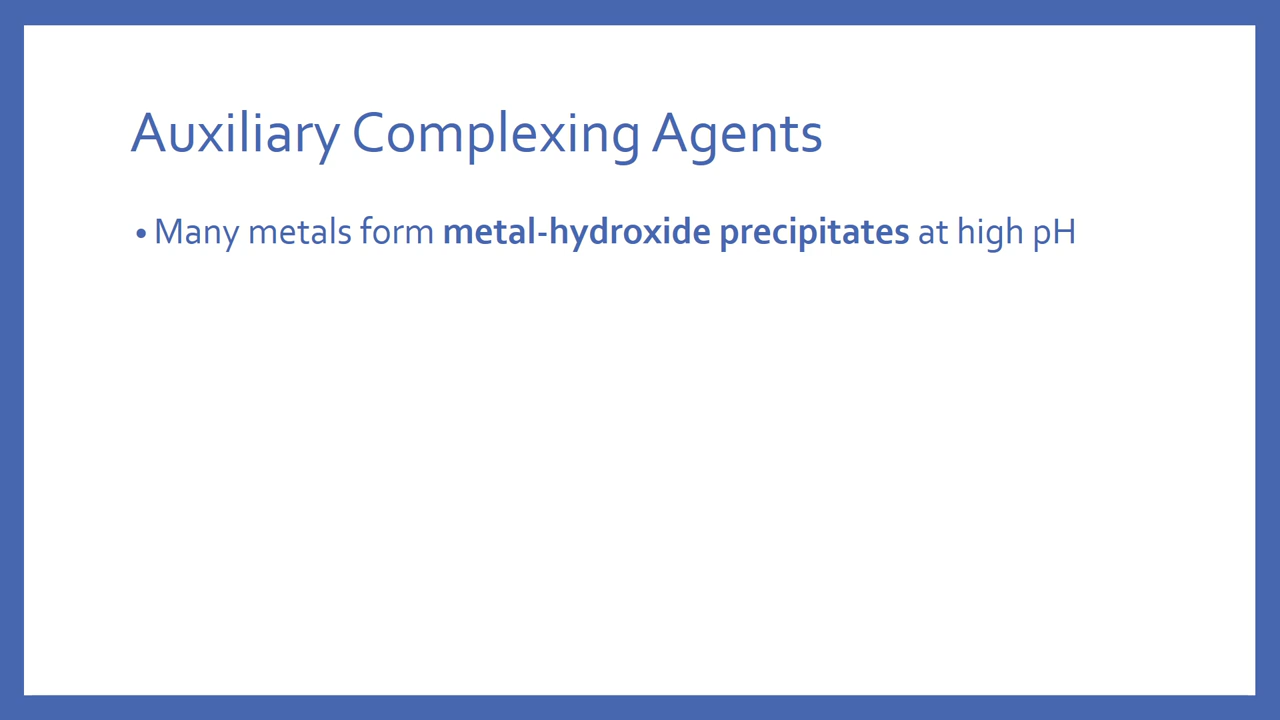 Auxiliary Complexing Agents
• Many metals form metal-hydroxide precipitates at high pH